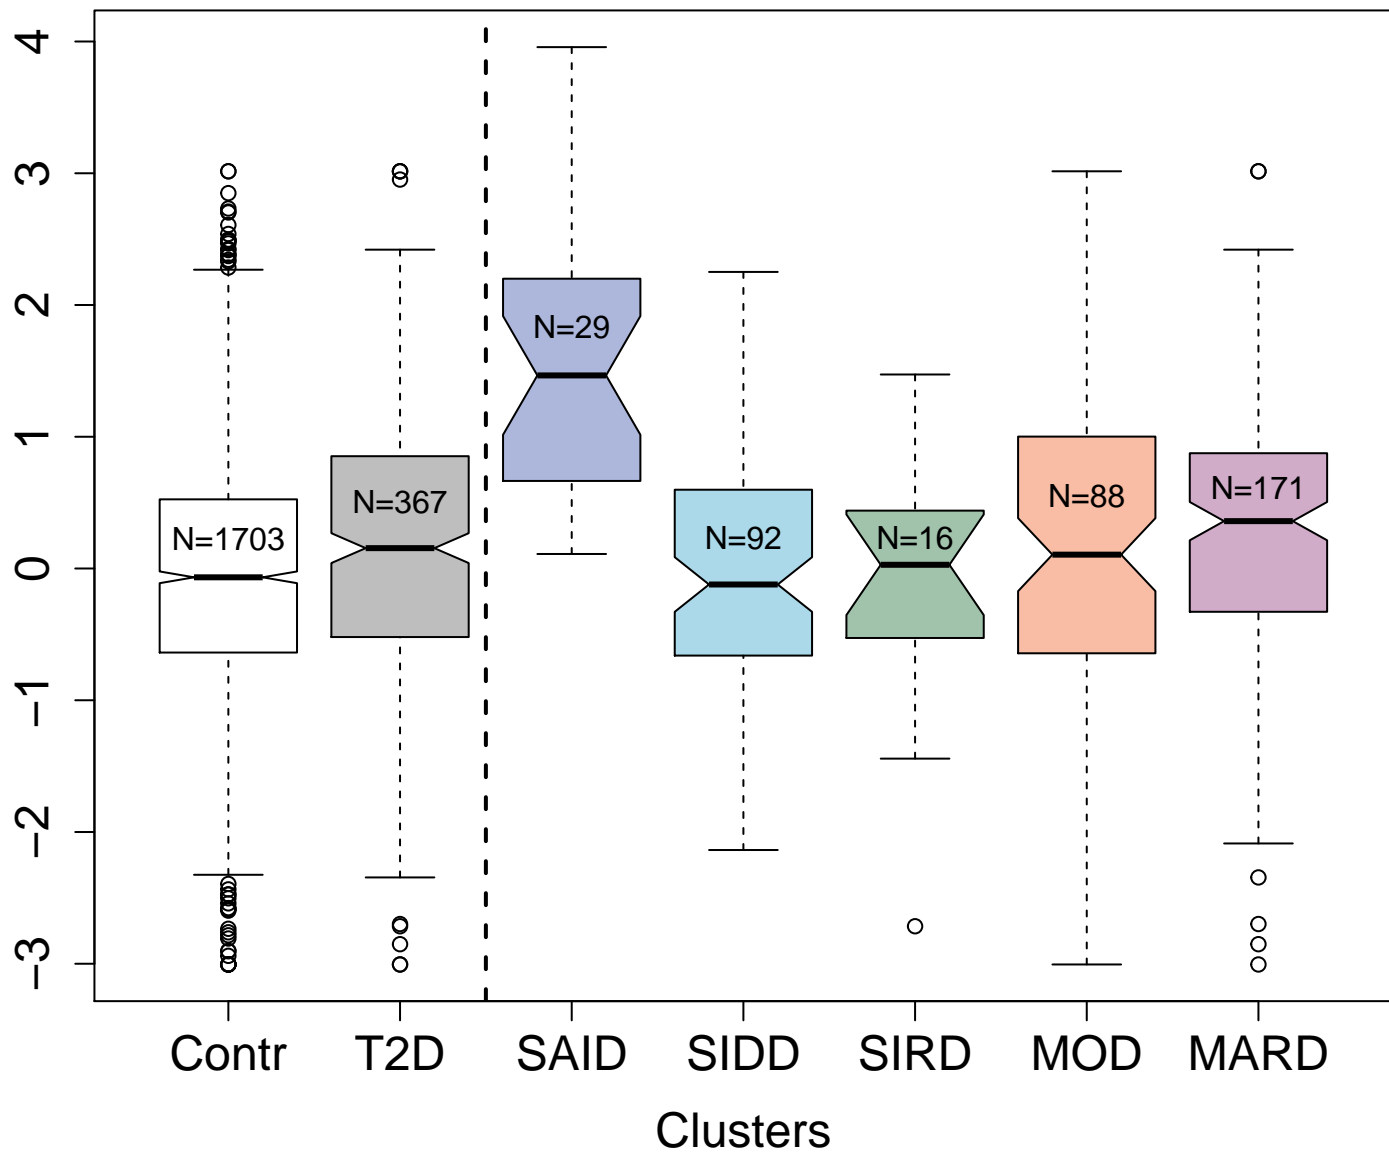 4
3
2
1
0
−1
−2
−3
N=1703
N=367
N=29
N=92
N=16
N=88
N=171
Contr T2D SAID SIDD SIRD MOD MARD
Clusters